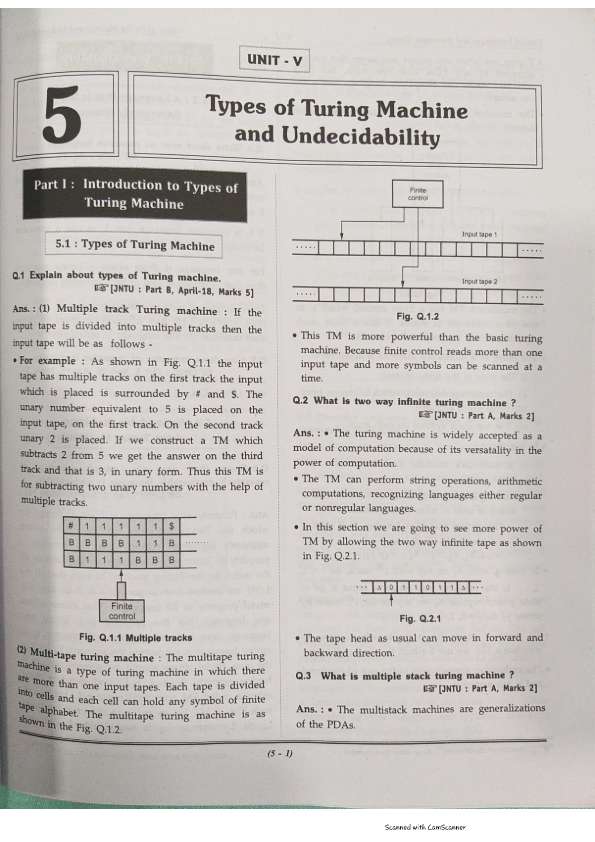 UNIT - V
5
Types of Turing Machine
and Undecidability
Part I : Introduction to Types of
Turing Machine
5.1 : Types of Turing Machine
Q.1 Explain about types of Turing machine.
☞ [JNTU : Part B, April-18, Marks 5]
Ans. : (1) Multiple track Turing machine : If the
input tape is divided into multiple tracks then the
input tape will be as follows -
• For example : As shown in Fig. Q.1.1 the input
tape has multiple tracks on the first track the input
which is placed is surrounded by # and $. The
unary number equivalent to 5 is placed on the
input tape, on the first track. On the second track
unary 2 is placed. If we construct a TM which
subtracts 2 from 5 we get the answer on the third
track and that is 3, in unary form. Thus this TM is
for subtracting two unary numbers with the help of
multiple tracks.
# 1 1 1 1 1 $
B B B B 1 1 B ........
B 1 1 1 B B B
Finite
control
Fig. Q.1.1 Multiple tracks
(2) Multi-tape turing machine : The multitape turing
machine is a type of turing machine in which there
are more than one input tapes. Each tape is divided
into cells and each cell can hold any symbol of finite
tape alphabet. The multitape turing machine is as
shown in the Fig. Q.1.2.
Finite
control
Input tape 1
.....
.....
Input tape 2
.....
.....
Fig. Q.1.2
• This TM is more powerful than the basic turing
machine. Because finite control reads more than one
input tape and more symbols can be scanned at a
time.
Q.2 What is two way infinite turing machine ?
☞ [JNTU : Part A, Marks 2]
Ans. : • The turing machine is widely accepted as a
model of computation because of its versatality in the
power of computation.
• The TM can perform string operations, arithmetic
computations, recognizing languages either regular
or nonregular languages.
• In this section we are going to see more power of
TM by allowing the two way infinite tape as shown
in Fig. Q.2.1.
... Δ 0 1 1 0 1 1 Δ ...
Fig. Q.2.1
• The tape head as usual can move in forward and
backward direction.
Q.3 What is multiple stack turing machine ?
☞ [JNTU : Part A, Marks 2]
Ans. : • The multistack machines are generalizations
of the PDAs.
(5 - 1)
Scanned with CamScanner